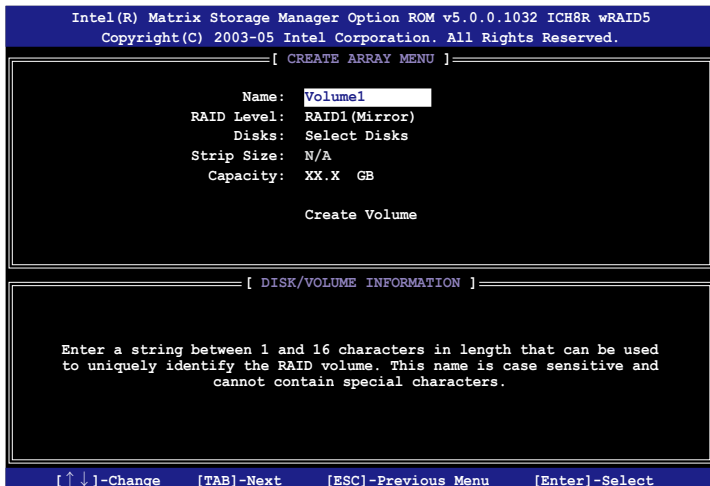 Intel(R) Matrix Storage Manager Option ROM v5.0.0.1032 ICH8R wRAID5
Copyright(C) 2003-05 Intel Corporation. All Rights Reserved.
[ CREATE ARRAY MENU ]
Name: Volume1
RAID Level: RAID1(Mirror)
Disks: Select Disks
Strip Size: N/A
Capacity: XX.X GB
Create Volume
[ DISK/VOLUME INFORMATION ]
Enter a string between 1 and 16 characters in length that can be used
to uniquely identify the RAID volume. This name is case sensitive and
cannot contain special characters.
[↑↓]-Change [TAB]-Next [ESC]-Previous Menu [Enter]-Select